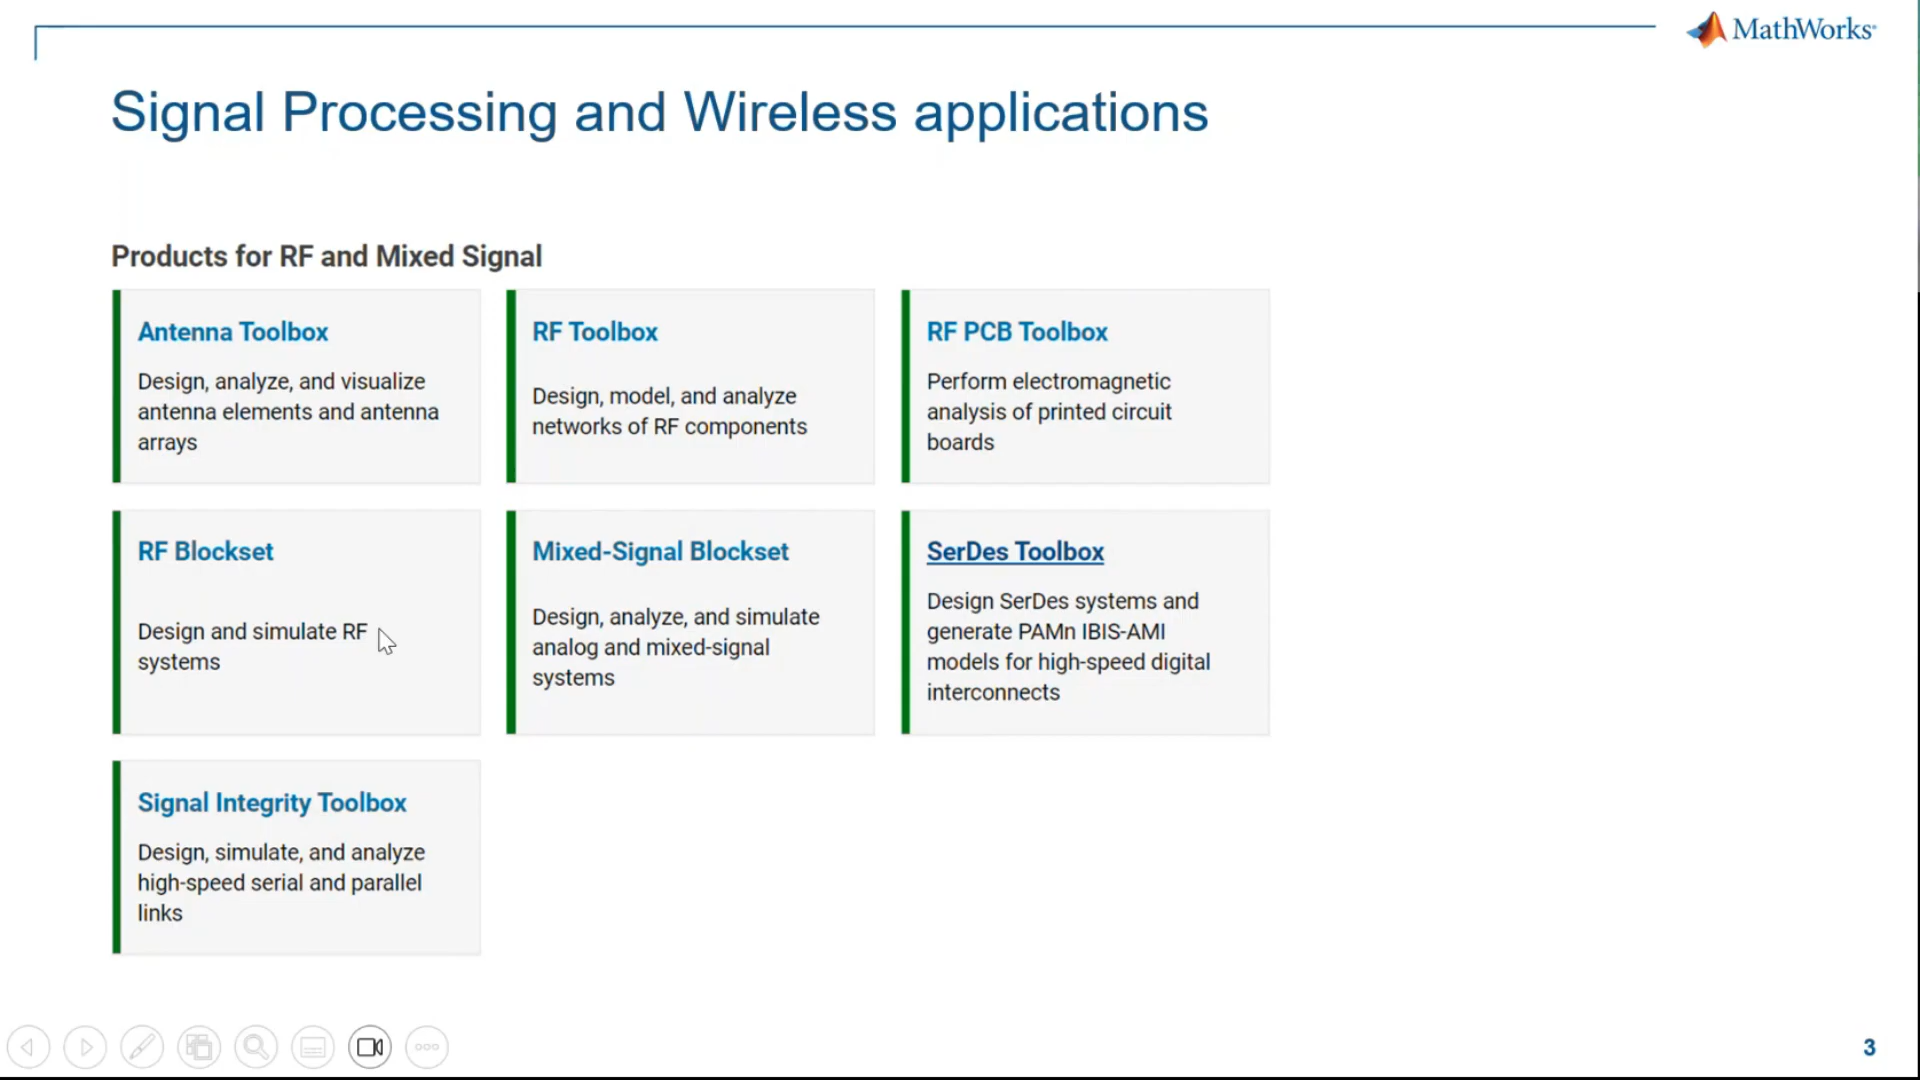 MathWorks
Signal Processing and Wireless applications
Products for RF and Mixed Signal
Antenna Toolbox
Design, analyze, and visualize
antenna elements and antenna
arrays
RF Toolbox
Design, model, and analyze
networks of RF components
RF PCB Toolbox
Perform electromagnetic
analysis of printed circuit
boards
RF Blockset
Design and simulate RF
systems
Mixed-Signal Blockset
Design, analyze, and simulate
analog and mixed-signal
systems
SerDes Toolbox
Design SerDes systems and
generate PAMn IBIS-AMI
models for high-speed digital
interconnects
Signal Integrity Toolbox
Design, simulate, and analyze
high-speed serial and parallel
links
3